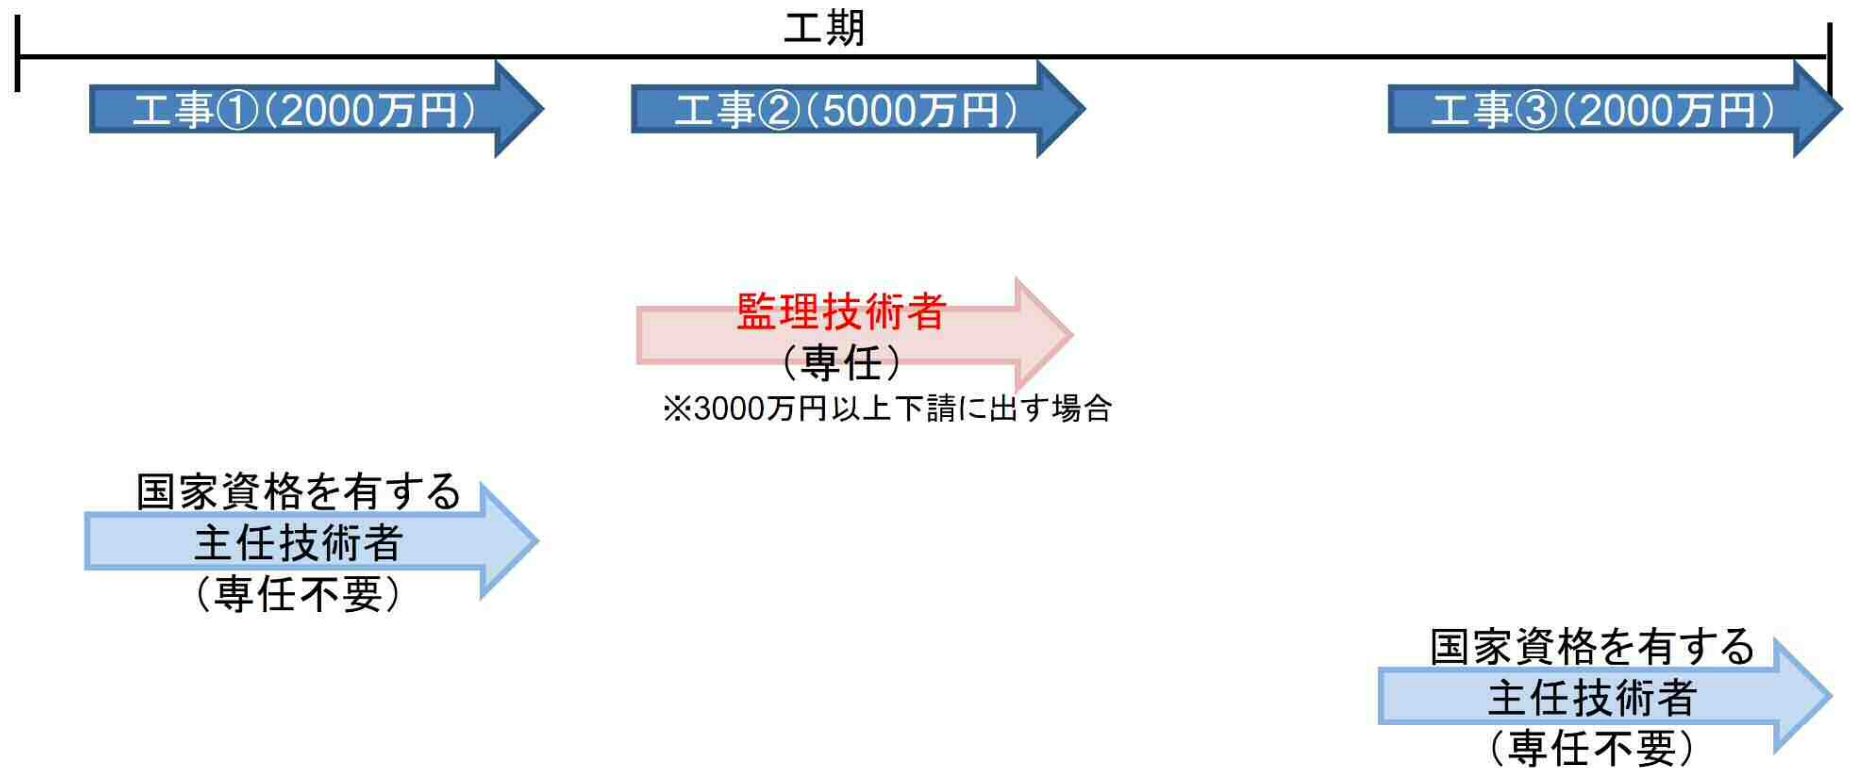 工期
工事①(2000万円)
工事②(5000万円)
工事③(2000万円)
監理技術者
(専任)
※3000万円以上下請に出す場合
国家資格を有する
主任技術者
(専任不要)
国家資格を有する
主任技術者
(専任不要)